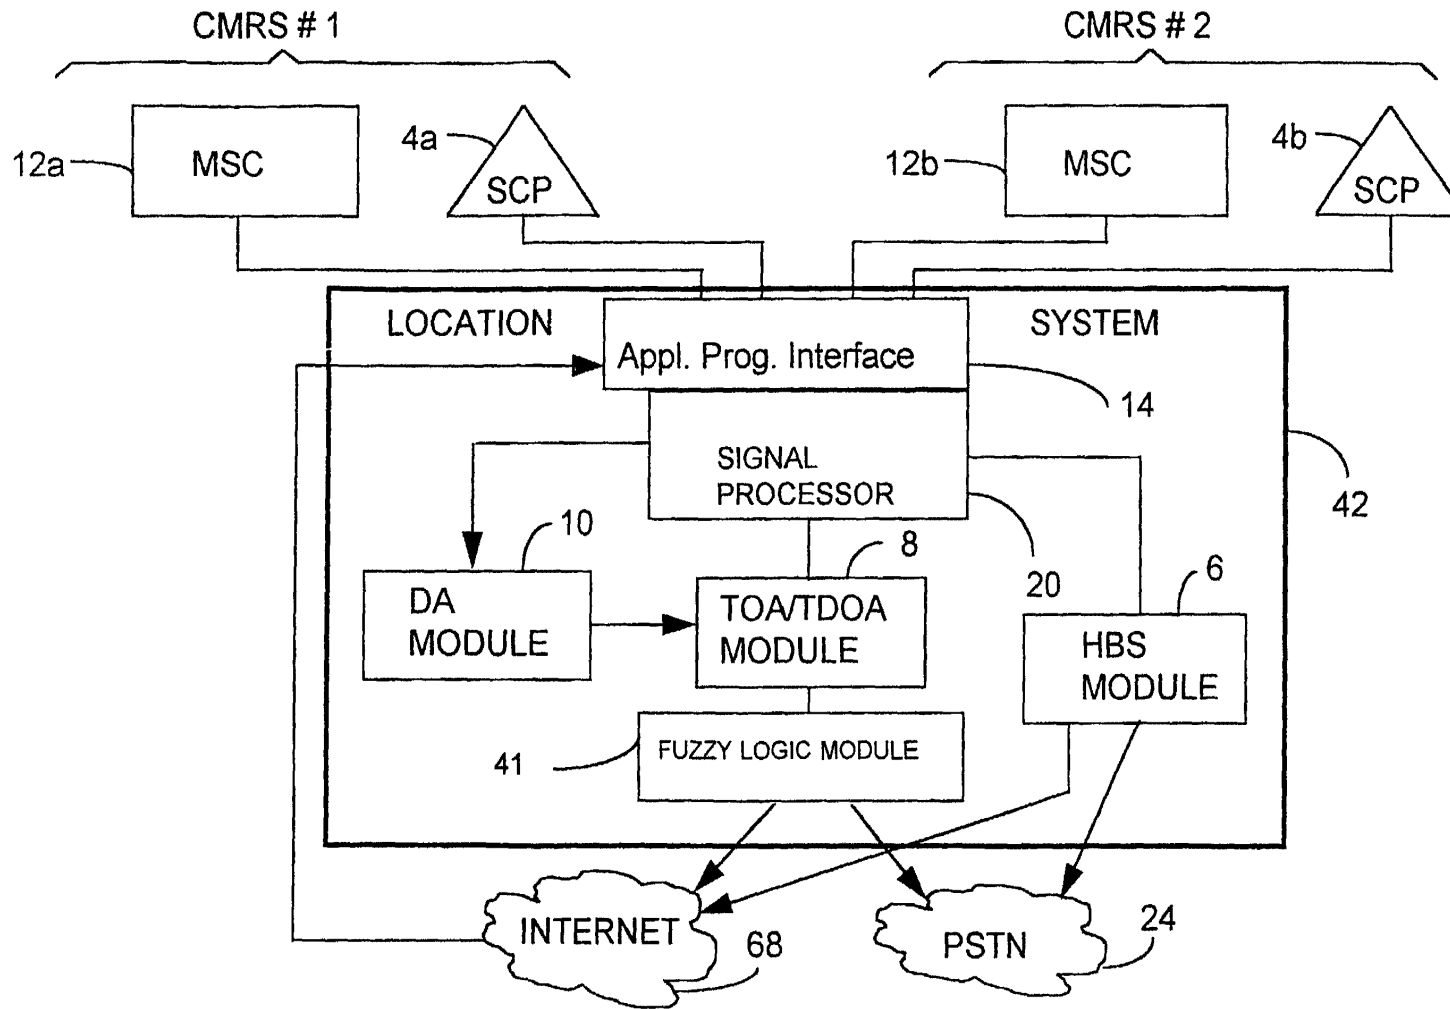 CMRS # 1
CMRS # 2
12a
MSC
4a
SCP
12b
MSC
4b
SCP
LOCATION
SYSTEM
Appl. Prog. Interface
14
SIGNAL
PROCESSOR
42
10
8
20
6
DA
MODULE
TOA/TDOA
MODULE
HBS
MODULE
41
FUZZY LOGIC MODULE
INTERNET
68
PSTN
24